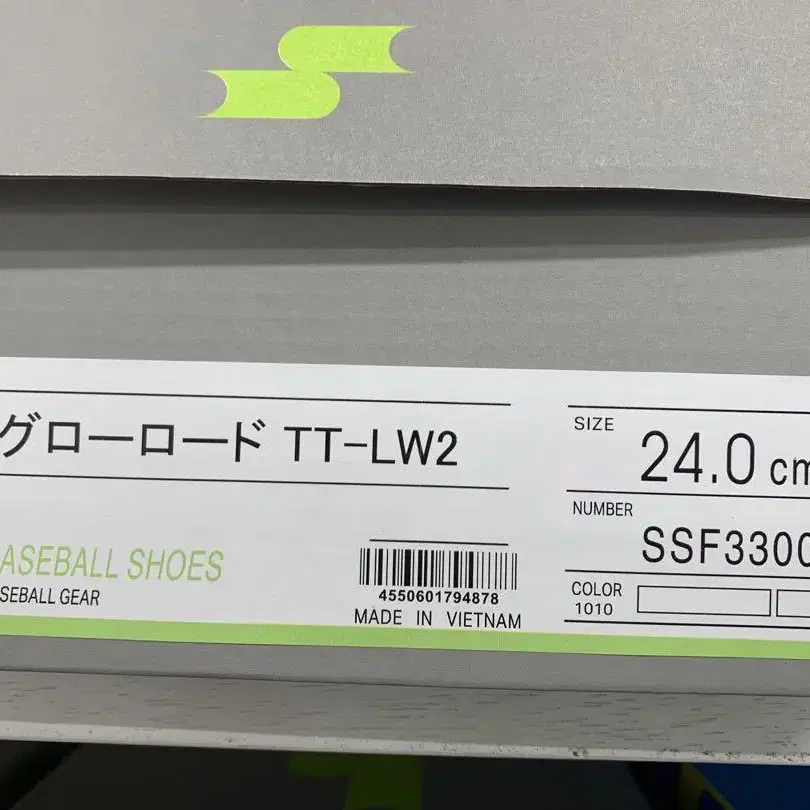 グローロード TT-LW2
SIZE
24.0 cm
NUMBER
SSF3300
ASEBALL SHOES
SEBALL GEAR
4550601794878
MADE IN VIETNAM
COLOR
1010